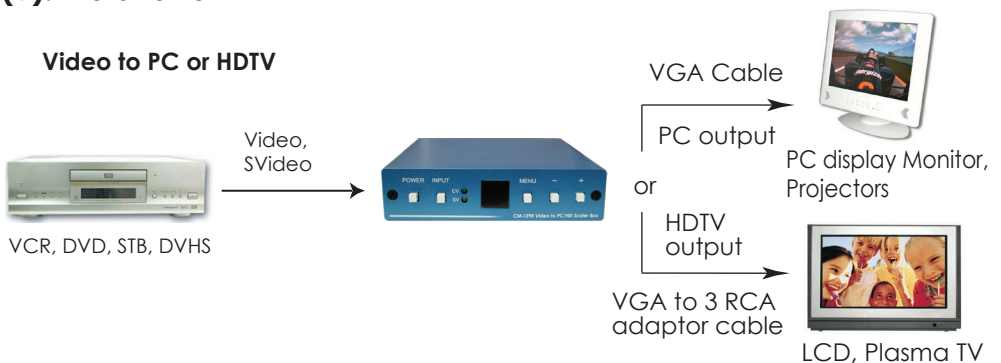 Video to PC or HDTV
Video,
SVideo
VCR, DVD, STB, DVHS
POWER INPUT
CV
SV
MENU - +
CM-1390 Video to PC/HD Scaler Box
VGA Cable
PC output
PC display Monitor,
Projectors
or
HDTV
output
VGA to 3 RCA
adaptor cable
LCD, Plasma TV